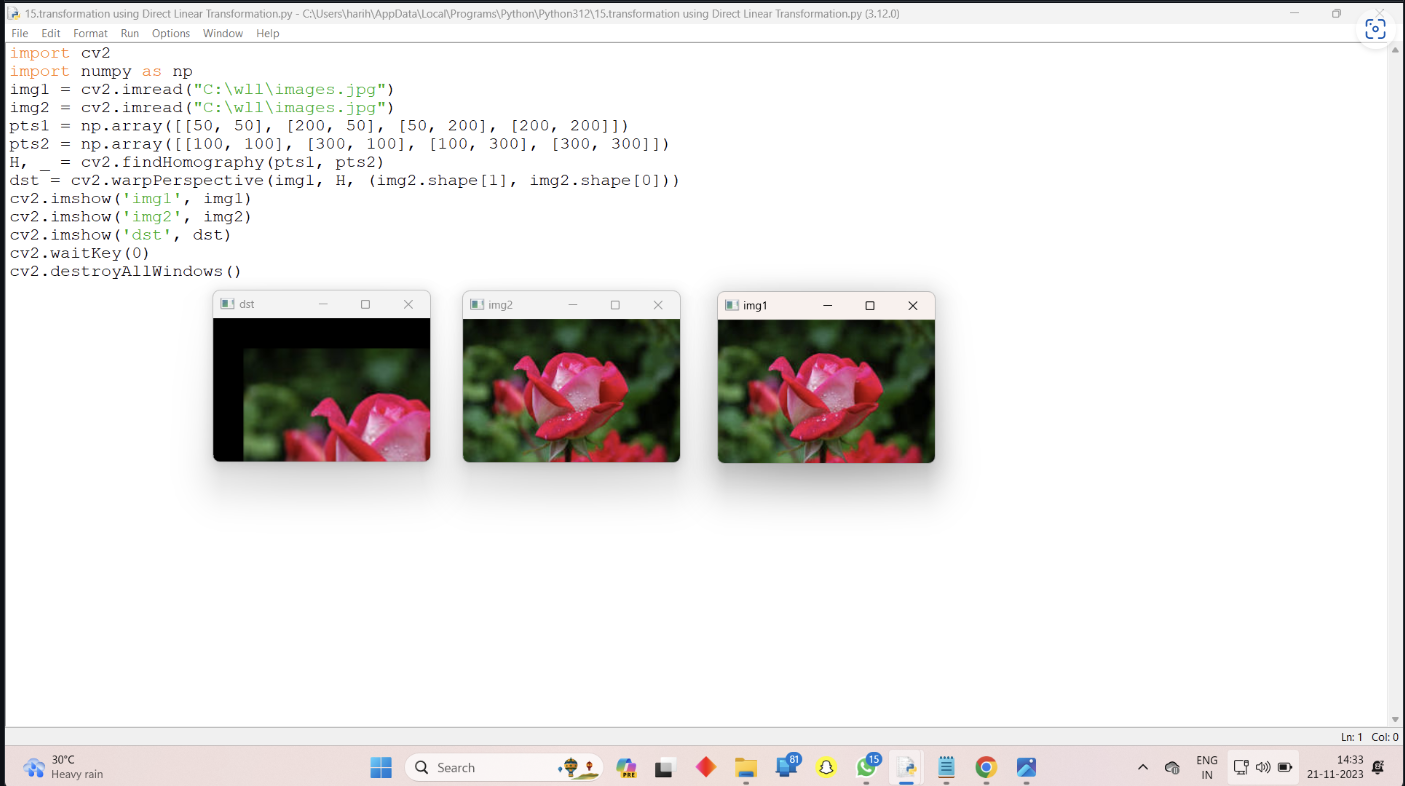 15.transformation using Direct Linear Transformation.py - C:\Users\harih\AppData\Local\Programs\Python\Python312\15.transformation using Direct Linear Transformation.py (3.12.0)
File Edit Format Run Options Window Help
import cv2
import numpy as np
img1 = cv2.imread("C:\wll\images.jpg")
img2 = cv2.imread("C:\wll\images.jpg")
pts1 = np.array([[50, 50], [200, 50], [50, 200], [200, 200]])
pts2 = np.array([[100, 100], [300, 100], [100, 300], [300, 300]])
H, _ = cv2.findHomography(pts1, pts2)
dst = cv2.warpPerspective(img1, H, (img2.shape[1], img2.shape[0]))
cv2.imshow('img1', img1)
cv2.imshow('img2', img2)
cv2.imshow('dst', dst)
cv2.waitKey(0)
cv2.destroyAllWindows()
dst img2 img1
Ln: 1 Col: 0
30°C
Heavy rain
Search
PRE
81
15
ENG
IN
14:33
21-11-2023